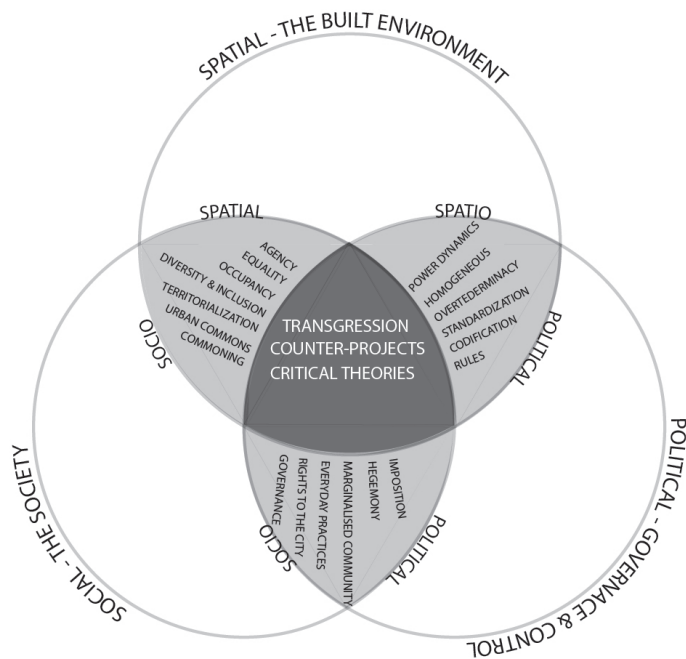 SPATIAL - THE BUILT ENVIRONMENT
SPATIAL
SPATIO
AGENCY
EQUALITY
OCCUPANCY
DIVERSITY & INCLUSION
TERRITORIALIZATION
URBAN COMMONS
COMMONING
SOCIO
POWER DYNAMICS
HOMOGENEOUS
OVERTEDERMINACY
STANDARDIZATION
CODIFICATION
RULES
POLITICAL
TRANSGRESSION
COUNTER-PROJECTS
CRITICAL THEORIES
GOVERNANCE
RIGHTS TO THE CITY
EVERYDAY PRACTICES
MARGINALISED COMMUNITY
HEGEMONY
IMPOSITION
SOCIO
POLITICAL
SOCIAL - THE SOCIETY
POLITICAL - GOVERNACE & CONTROL